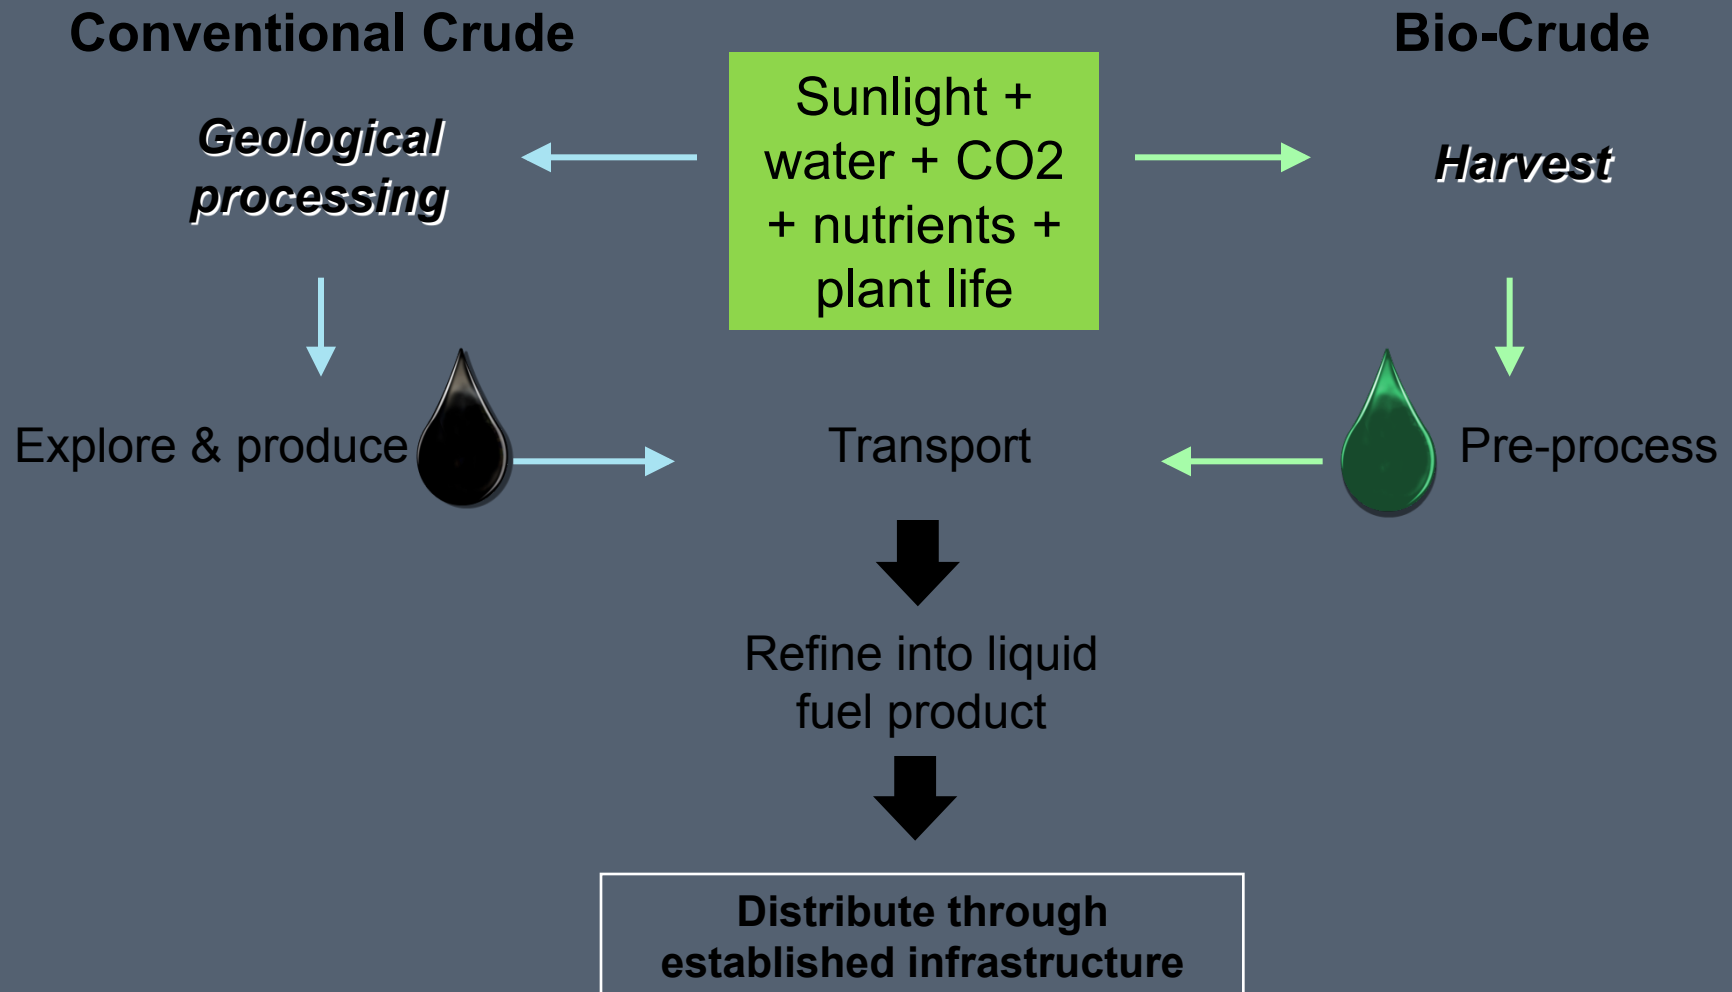 Conventional Crude
Bio-Crude
Geological
processing
Sunlight +
water + CO2
+ nutrients +
plant life
Harvest
Explore & produce
Transport
Pre-process
Refine into liquid
fuel product
Distribute through
established infrastructure